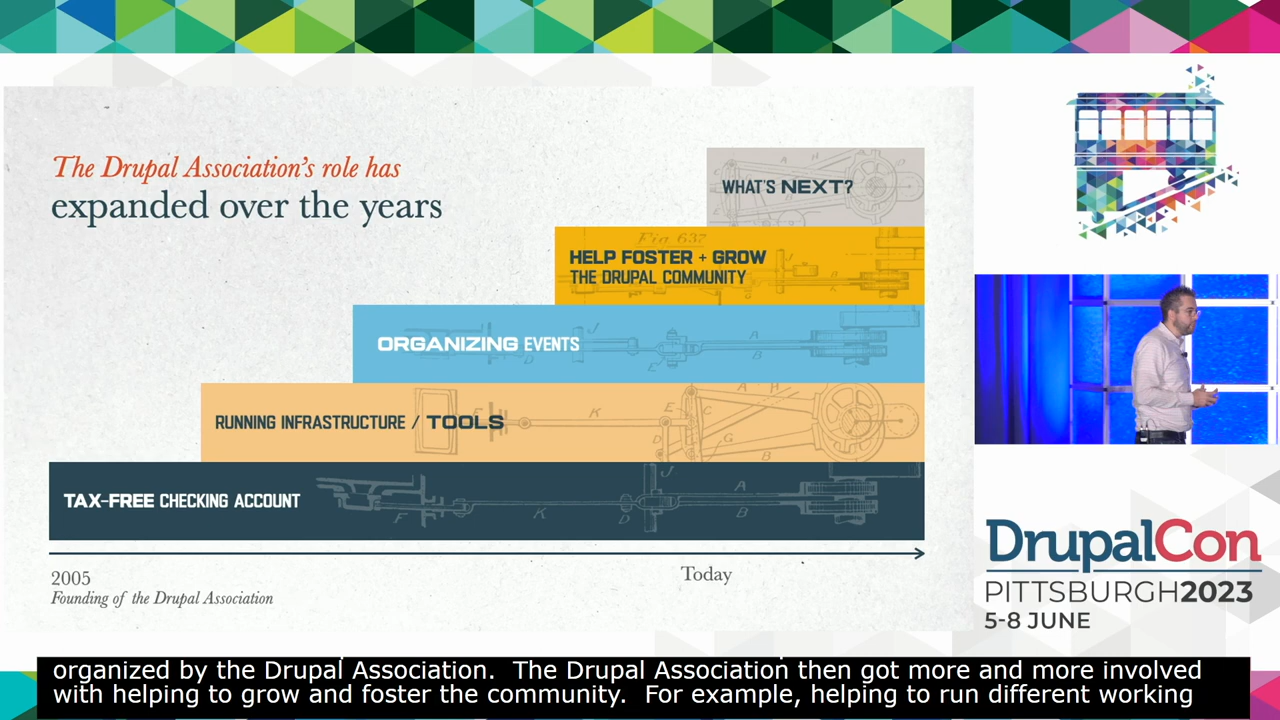 The Drupal Association's role has
expanded over the years
WHAT'S NEXT?
Fig 637
HELP FOSTER + GROW
THE DRUPAL COMMUNITY
ORGANIZING EVENTS
RUNNING INFRASTRUCTURE / TOOLS
TAX-FREE CHECKING ACCOUNT
2005
Founding of the Drupal Association
Today
DrupalCon
PITTSBURGH2023
5-8 JUNE
organized by the Drupal Association.  The Drupal Association then got more and more involved
with helping to grow and foster the community.  For example, helping to run different working